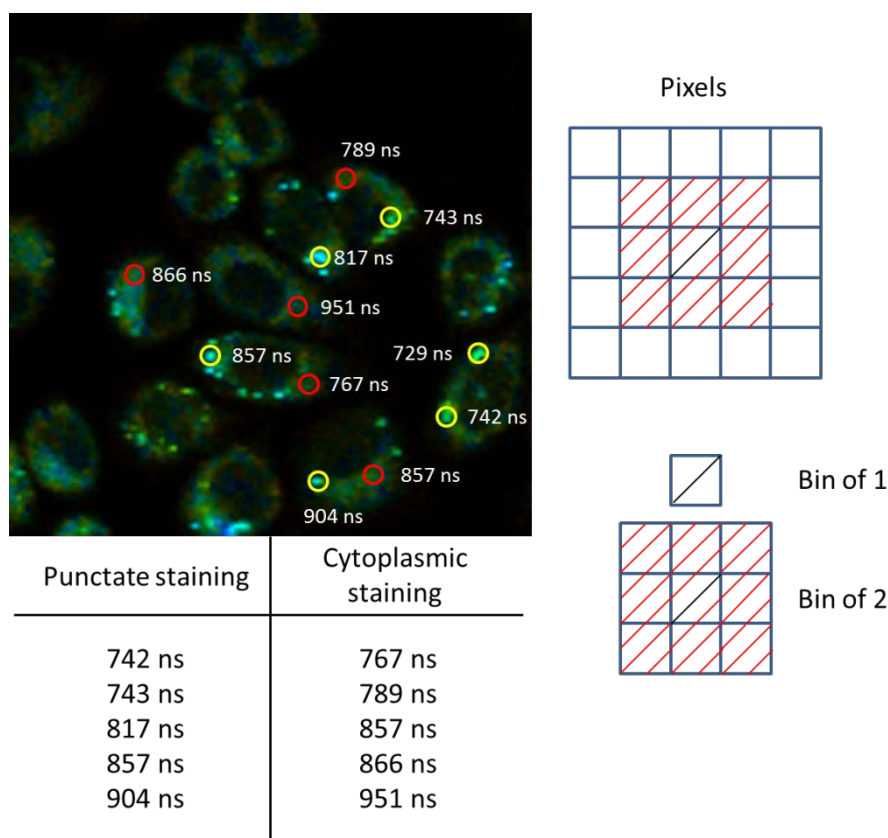 Pixels
789 ns
743 ns
817 ns
866 ns
951 ns
857 ns
729 ns
767 ns
742 ns
857 ns
904 ns
Bin of 1
Bin of 2
Punctate staining
Cytoplasmic
staining
742 ns
767 ns
743 ns
789 ns
817 ns
857 ns
857 ns
866 ns
904 ns
951 ns